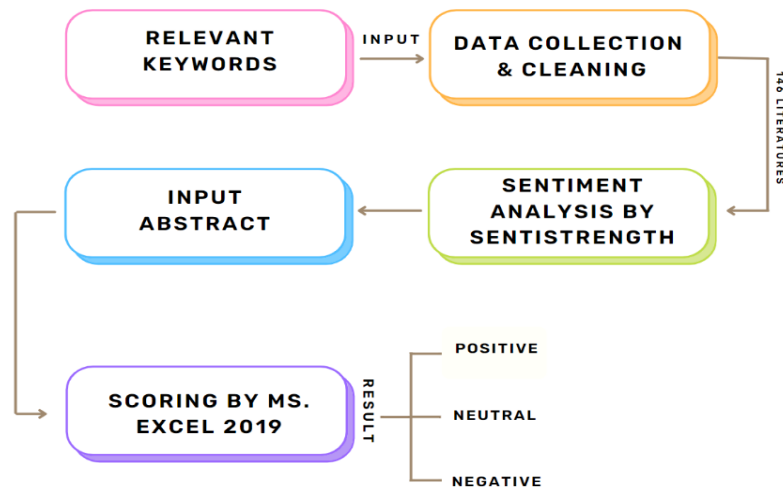 RELEVANT
KEYWORDS
INPUT
DATA COLLECTION
& CLEANING
146 LITERATURES
SENTIMENT
ANALYSIS BY
SENTISTRENGTH
INPUT
ABSTRACT
SCORING BY MS.
EXCEL 2019
RESULT
POSITIVE
NEUTRAL
NEGATIVE